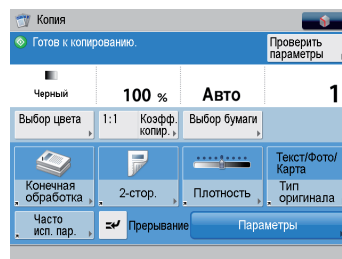 Копия
Готов к копированию.
Проверить
параметры
Черный
100 %
Авто
1
Выбор цвета
1:1
Коэфф.
копир.
Выбор бумаги
Конечная
обработка
2-стор.
Плотность
Текст/Фото/
Карта
Тип
оригинала
Часто
исп. пар.
Прерывание
Параметры